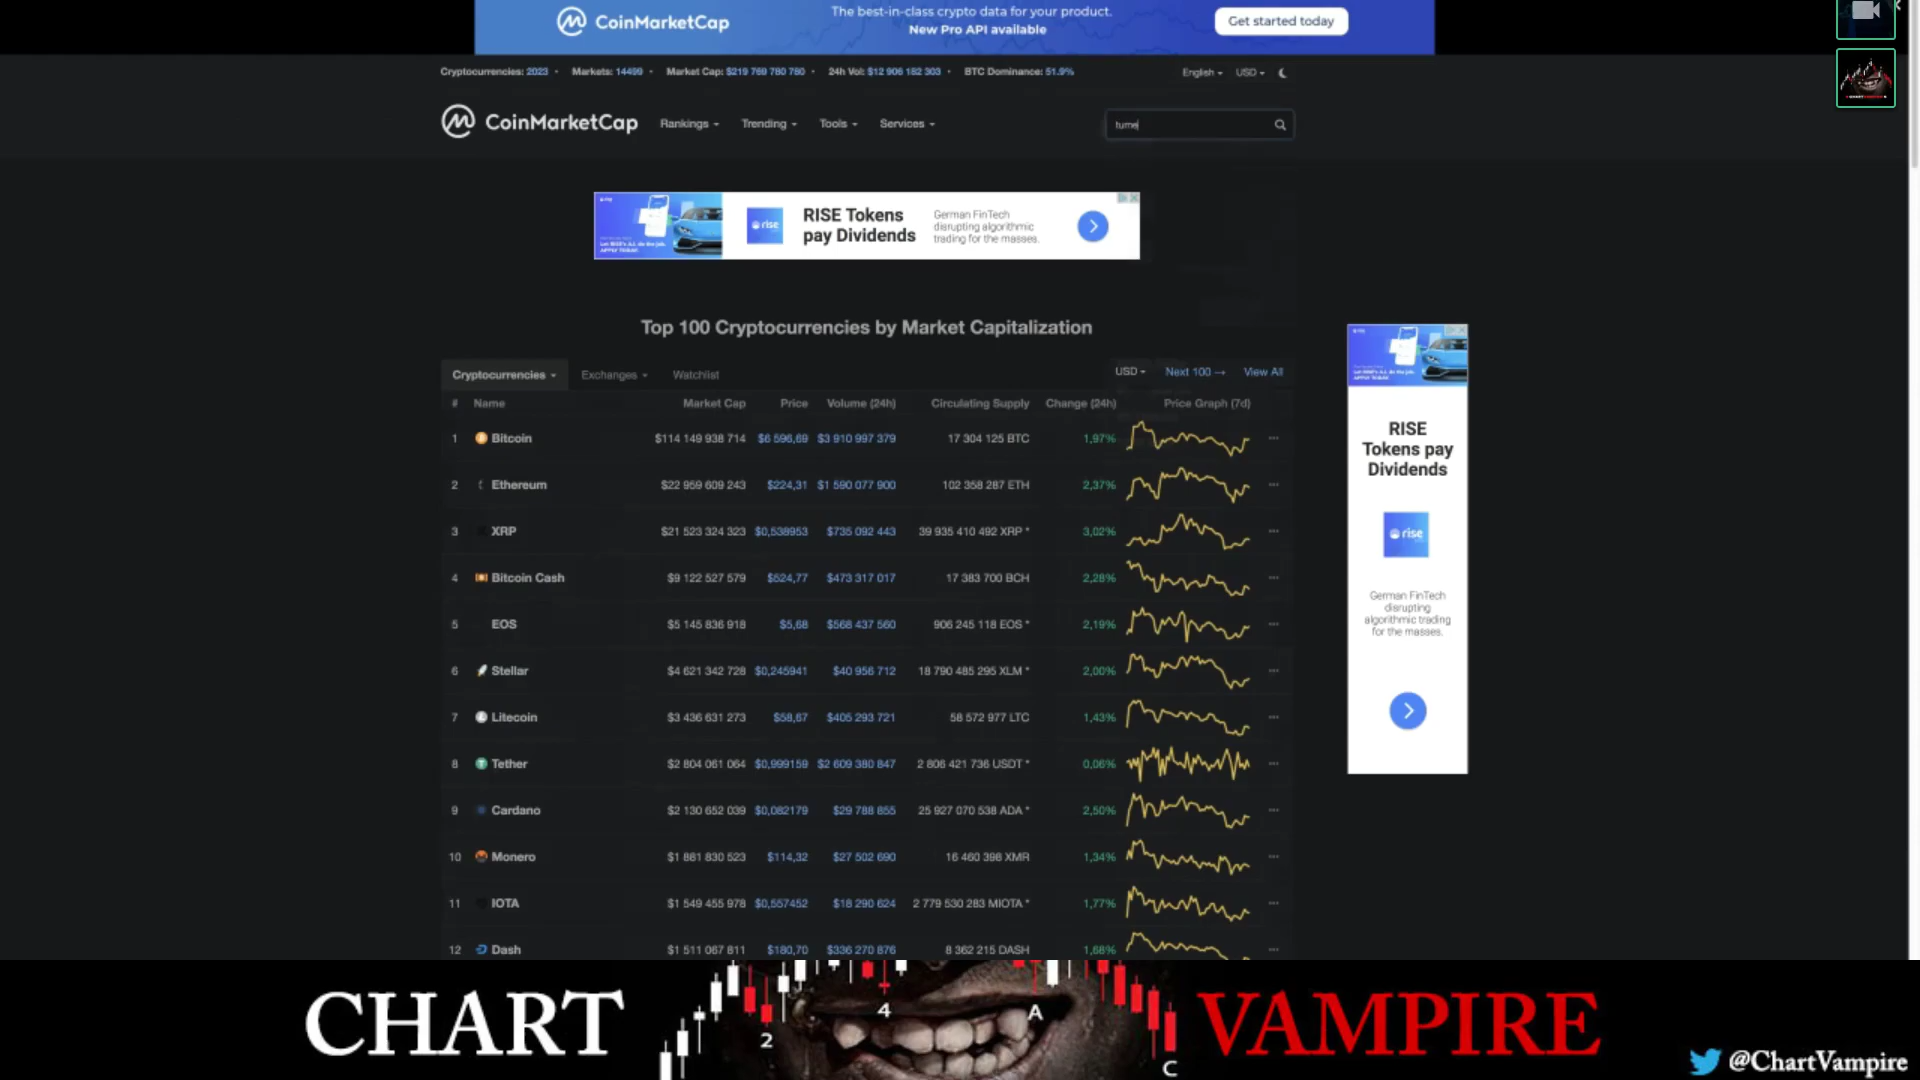 CoinMarketCap
The best-in-class crypto data for your product.
New Pro API available
Get started today
Cryptocurrencies: 2023 • Markets: 14499 • Market Cap: $219 769 780 780 • 24h Vol: $12 906 182 303 • BTC Dominance: 51.9%
English USD
CoinMarketCap Rankings Trending Tools Services
tume
RISE Tokens
pay Dividends
rise
German FinTech
disrupting algorithmic
trading for the masses.
Let RISE's A.I. do the job.
APPLY TODAY.
Top 100 Cryptocurrencies by Market Capitalization
Cryptocurrencies Exchanges Watchlist USD Next 100 → View All
# Name Market Cap Price Volume (24h) Circulating Supply Change (24h) Price Graph (7d)
1 Bitcoin $114 149 938 714 $6 596,69 $3 910 997 379 17 304 125 BTC 1,97%
2 Ethereum $22 959 609 243 $224,31 $1 590 077 900 102 358 287 ETH 2,37%
3 XRP $21 523 324 323 $0,538953 $735 092 443 39 935 410 492 XRP * 3,02%
4 Bitcoin Cash $9 122 527 579 $524,77 $473 317 017 17 383 700 BCH 2,28%
5 EOS $5 145 836 918 $5,68 $568 437 560 906 245 118 EOS * 2,19%
6 Stellar $4 621 342 728 $0,245941 $40 956 712 18 790 485 295 XLM * 2,00%
7 Litecoin $3 436 631 273 $58,67 $405 293 721 58 572 977 LTC 1,43%
8 Tether $2 804 061 064 $0,999159 $2 609 380 847 2 806 421 736 USDT * 0,06%
9 Cardano $2 130 652 039 $0,082179 $29 788 855 25 927 070 538 ADA * 2,50%
10 Monero $1 881 830 523 $114,32 $27 502 690 16 460 398 XMR 1,34%
11 IOTA $1 549 455 978 $0,557452 $18 290 624 2 779 530 283 MIOTA * 1,77%
12 Dash $1 511 067 811 $180,70 $336 270 876 8 362 215 DASH 1,68%
RISE
Tokens pay
Dividends
rise
German FinTech
disrupting
algorithmic trading
for the masses.
CHART VAMPIRE
2
4
A
C
@ChartVampire